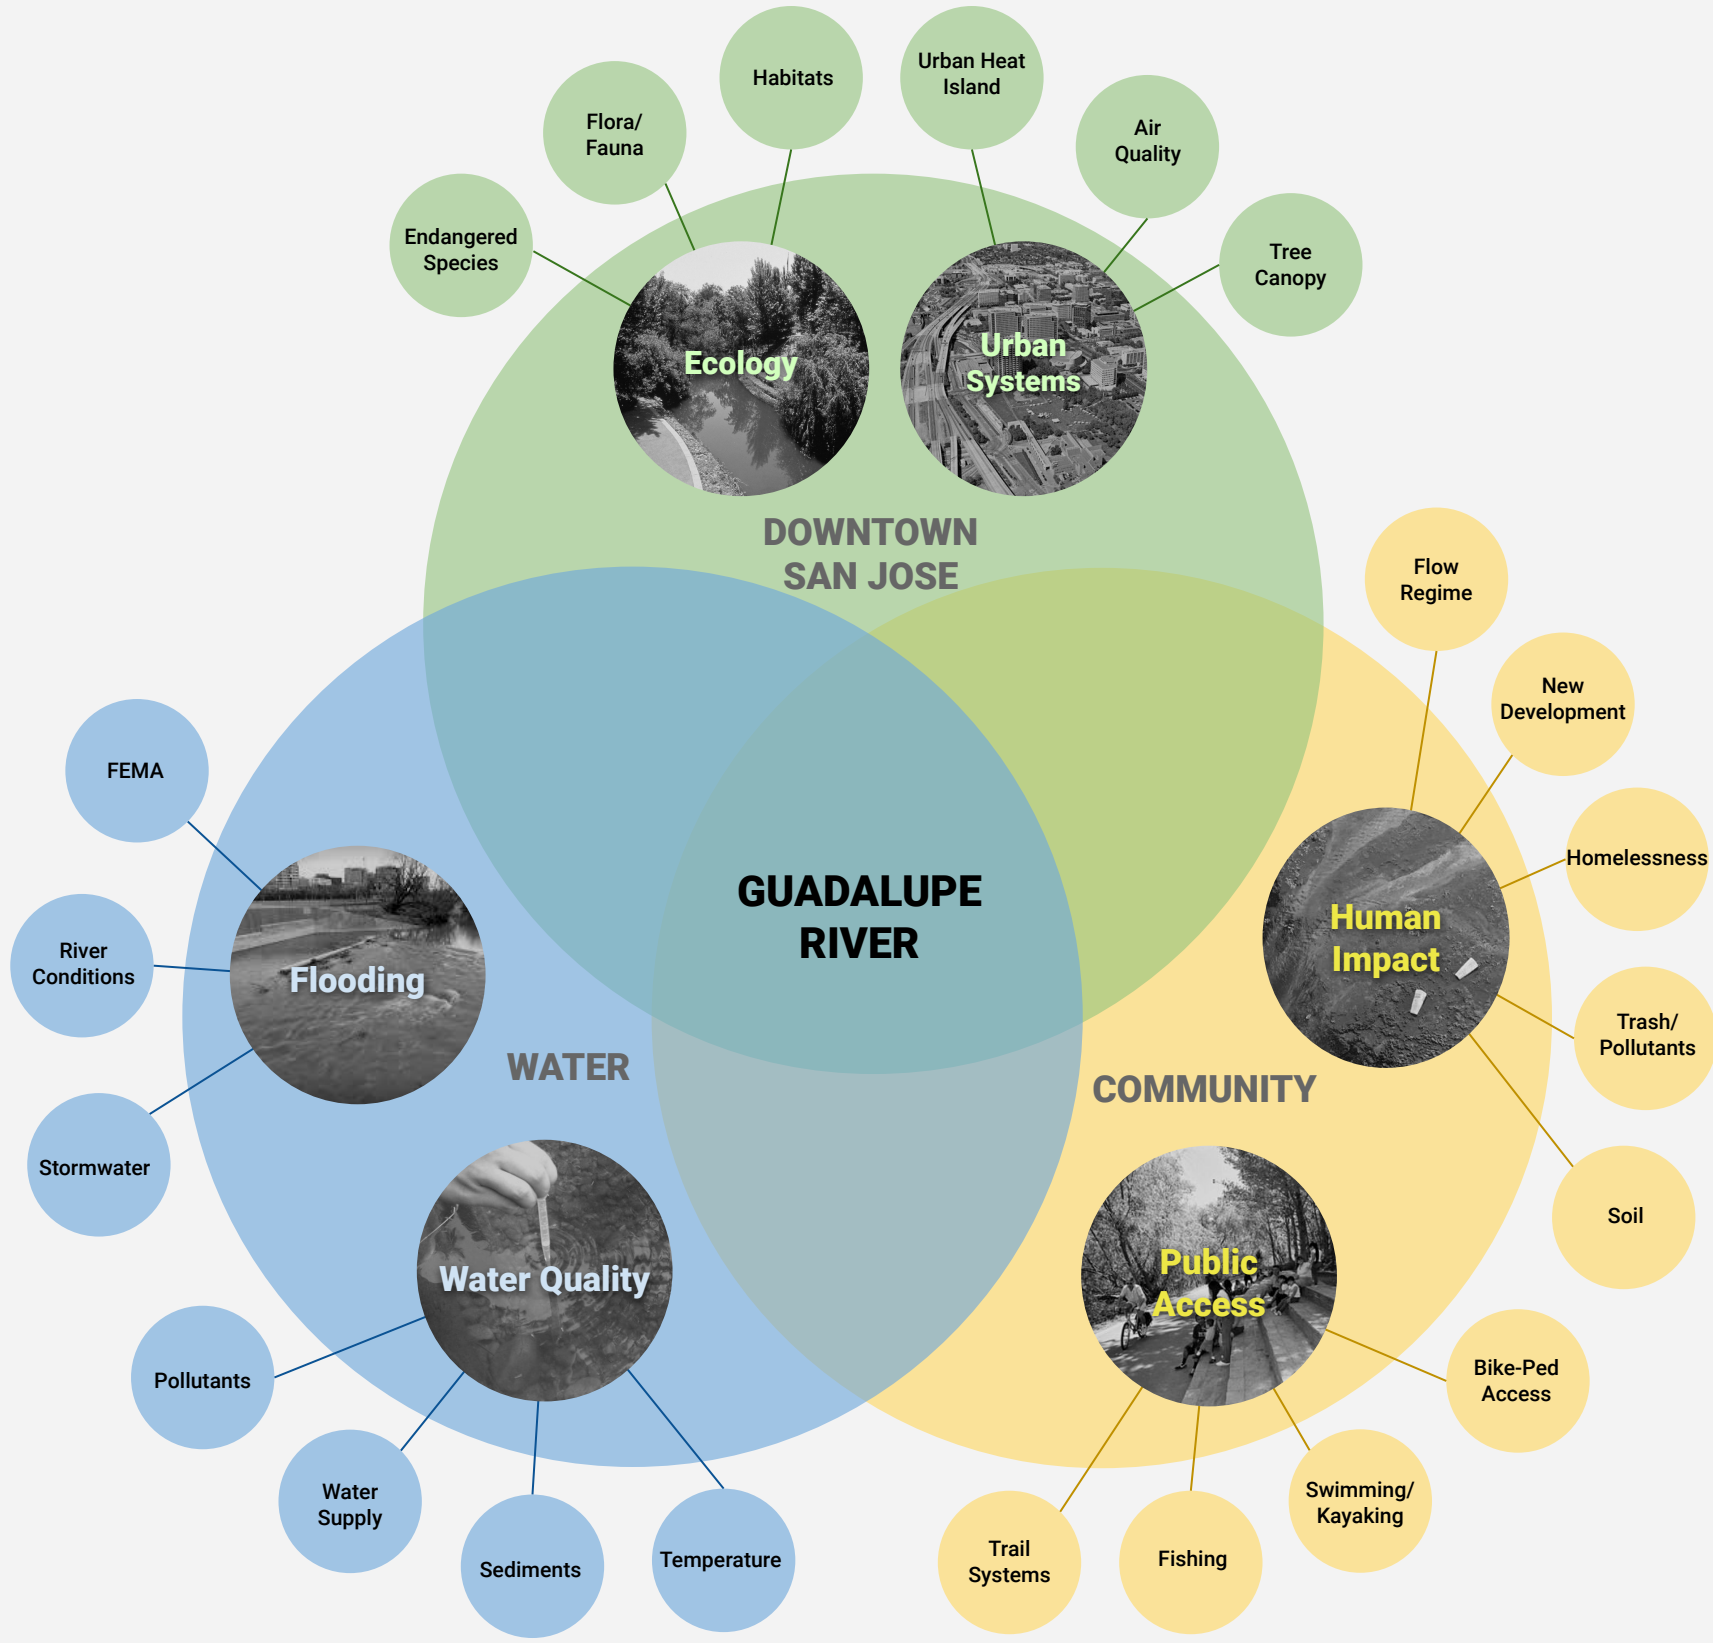 Habitats
Urban Heat
Island
Flora/
Fauna
Air
Quality
Endangered
Species
Tree
Canopy
Ecology
Urban
Systems
DOWNTOWN
SAN JOSE
Flow
Regime
New
Development
FEMA
Homelessness
GUADALUPE
RIVER
Human
Impact
River
Conditions
Flooding
Trash/
Pollutants
WATER
COMMUNITY
Stormwater
Soil
Water Quality
Public
Access
Pollutants
Bike-Ped
Access
Water
Supply
Swimming/
Kayaking
Sediments
Temperature
Trail
Systems
Fishing